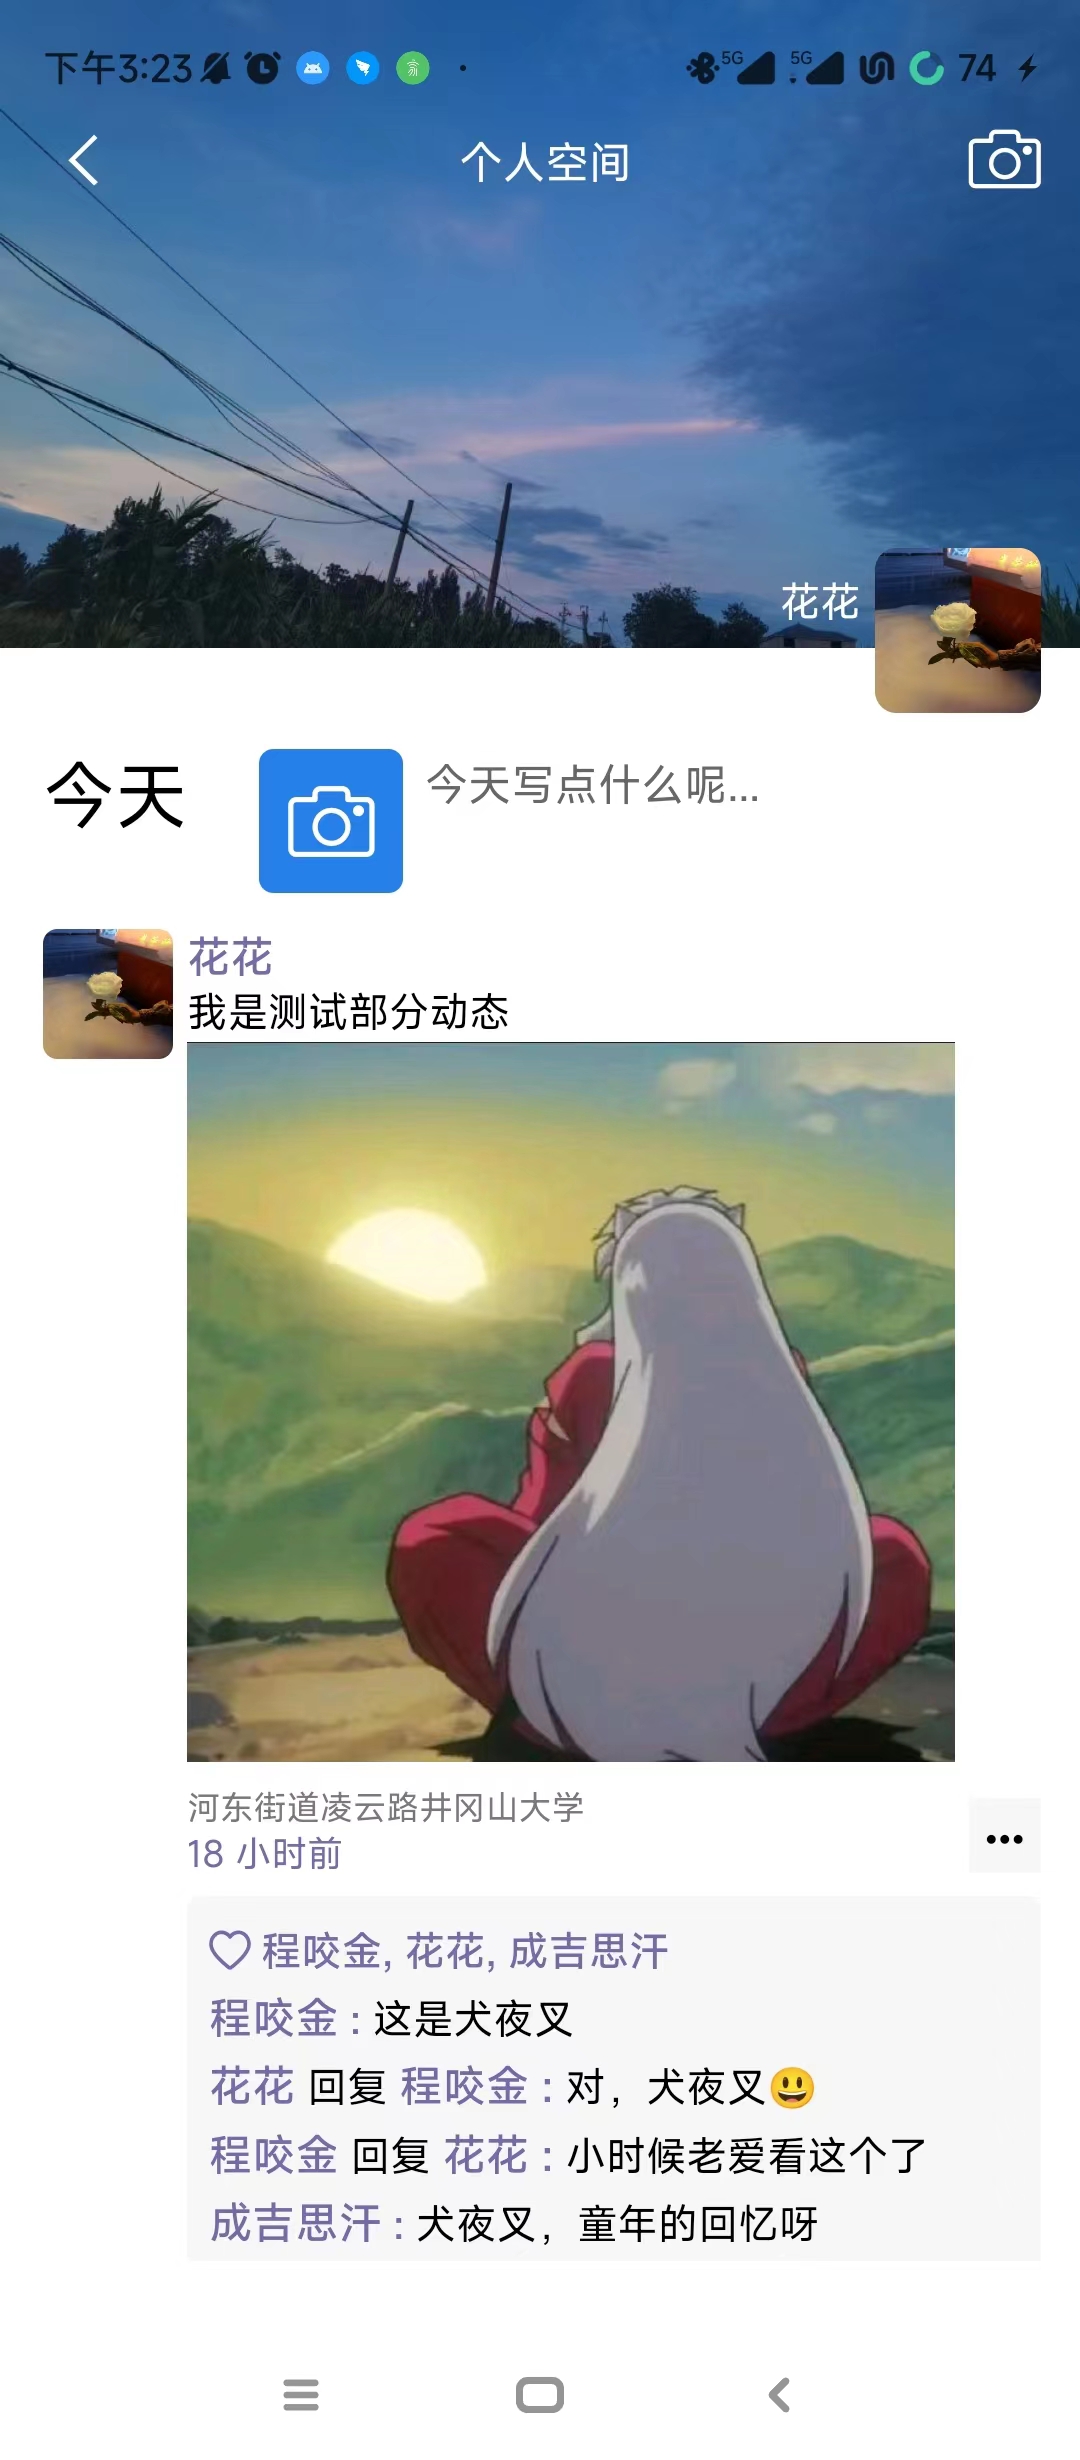 下午3:23
5G 5G 74
个人空间
花花
今天
今天写点什么呢...
花花
我是测试部分动态
河东街道凌云路井冈山大学
18 小时前
程咬金, 花花, 成吉思汗
程咬金 : 这是犬夜叉
花花 回复 程咬金 : 对，犬夜叉😃
程咬金 回复 花花 : 小时候老爱看这个了
成吉思汗 : 犬夜叉，童年的回忆呀